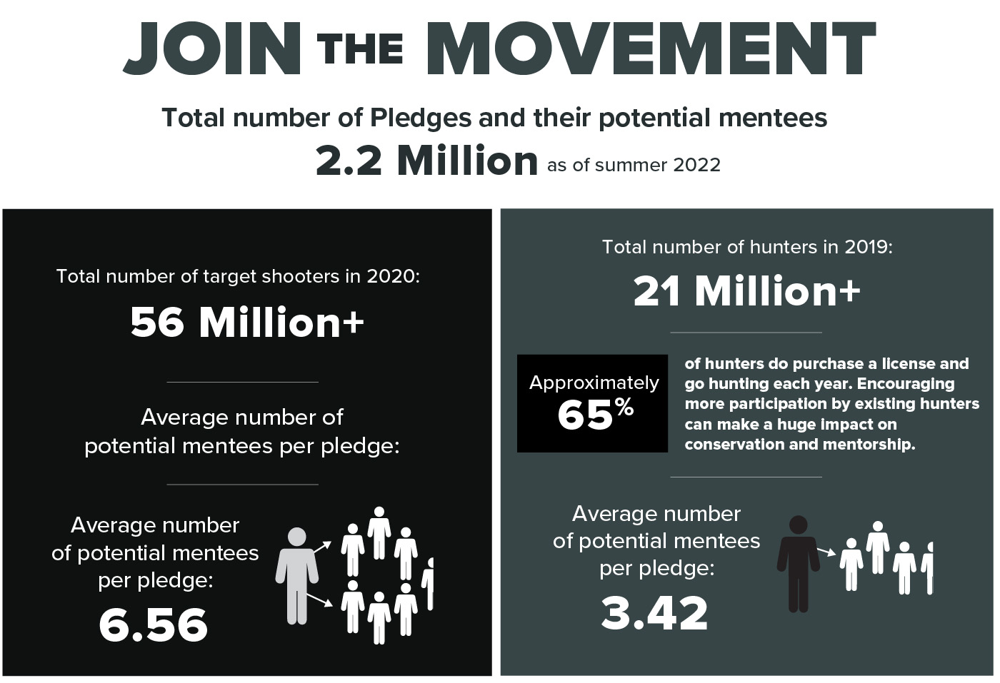 JOIN THE MOVEMENT
Total number of Pledges and their potential mentees
2.2 Million as of summer 2022
Total number of target shooters in 2020:
56 Million+
Average number of
potential mentees per pledge:
Average number
of potential mentees
per pledge:
6.56
Total number of hunters in 2019:
21 Million+
Approximately
65%
of hunters do purchase a license and
go hunting each year. Encouraging
more participation by existing hunters
can make a huge impact on
conservation and mentorship.
Average number
of potential mentees
per pledge:
3.42